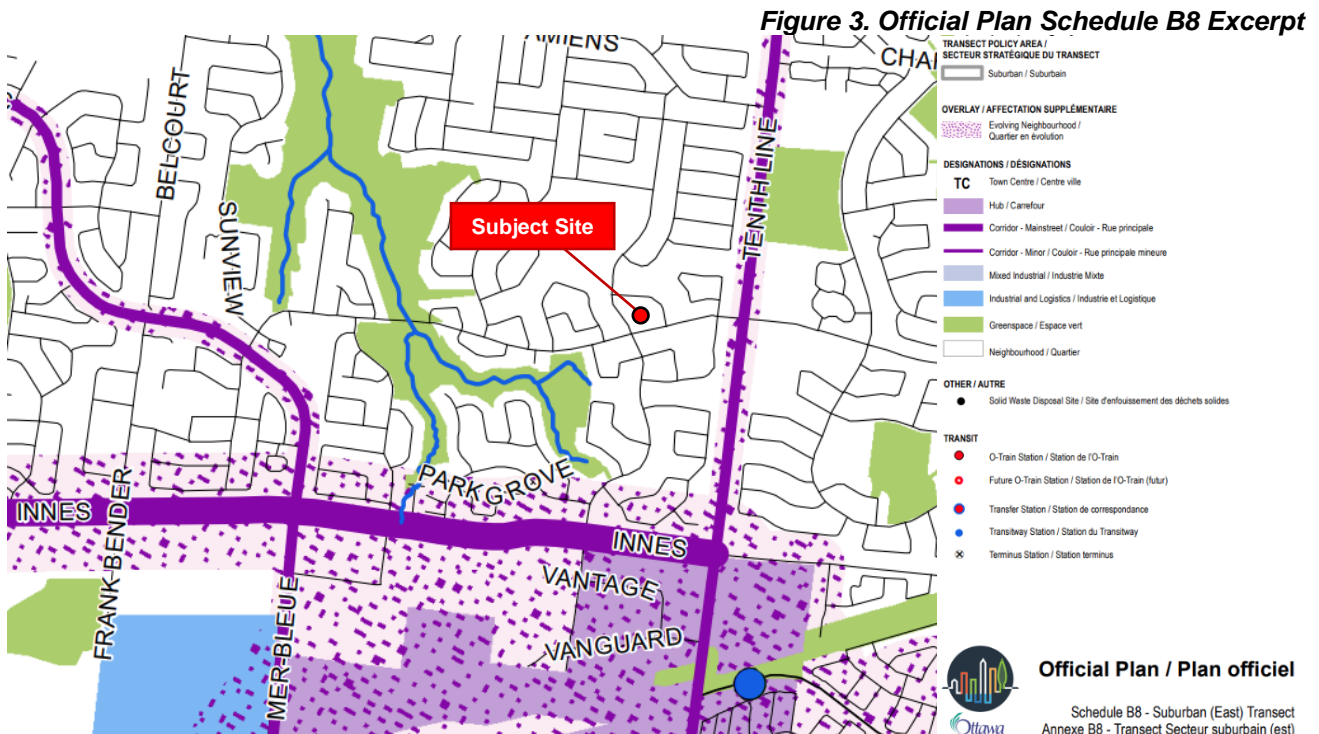 Figure 3. Official Plan Schedule B8 Excerpt
AMIENS
BELCOURT
SUNVIEW
TENTH LINE
Subject Site
PARKGROVE
INNES
INNES
FRANK-BENDER
MER-BLEUE
VANTAGE
VANGUARD
TRANSECT POLICY AREA /
SECTEUR STRATÉGIQUE DU TRANSECT
Suburban / Suburbain
OVERLAY / AFFECTATION SUPPLÉMENTAIRE
Evolving Neighbourhood /
Quartier en évolution
DESIGNATIONS / DÉSIGNATIONS
TC Town Centre / Centre ville
Hub / Carrefour
Corridor - Mainstreet / Couloir - Rue principale
Corridor - Minor / Couloir - Rue principale mineure
Mixed Industrial / Industrie Mixte
Industrial and Logistics / Industrie et Logistique
Greenspace / Espace vert
Neighbourhood / Quartier
OTHER / AUTRE
Solid Waste Disposal Site / Site d'enfouissement des déchets solides
TRANSIT
O-Train Station / Station de l'O-Train
Future O-Train Station / Station de l'O-Train (futur)
Transfer Station / Station de correspondance
Transitway Station / Station du Transitway
Terminus Station / Station terminus
Official Plan / Plan officiel
Schedule B8 - Suburban (East) Transect
Annexe B8 - Transect Secteur suburbain (est)
Ottawa